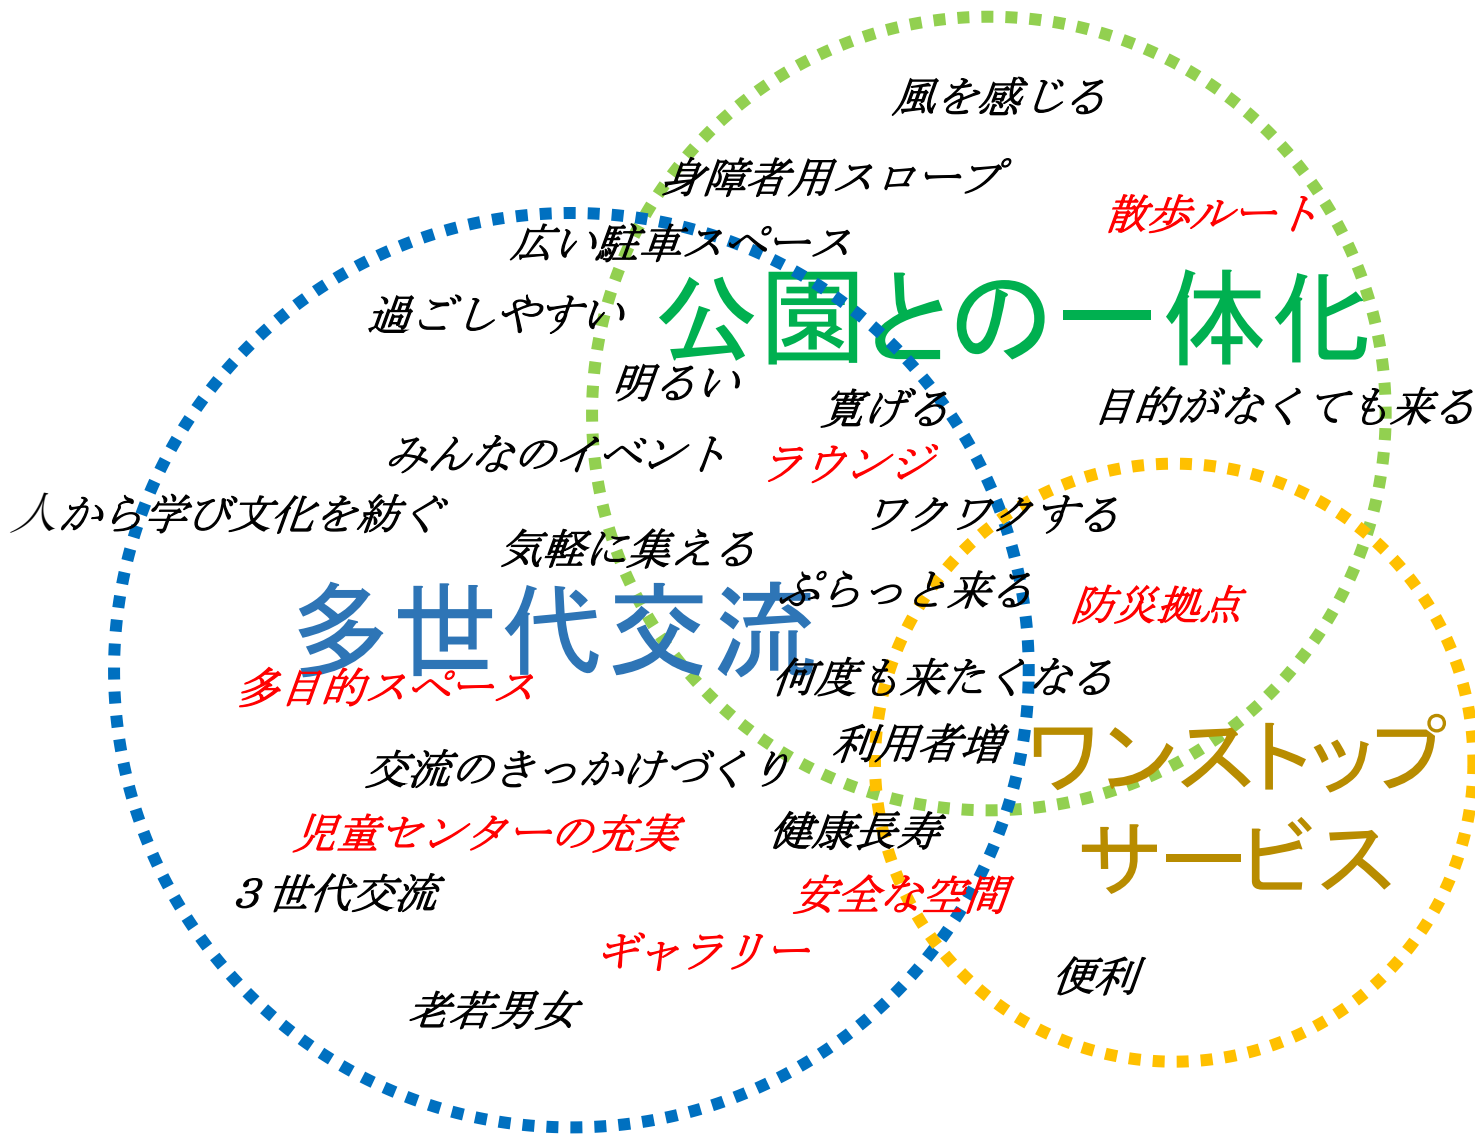 風を感じる
身障者用スロープ
散歩ルート
広い駐車スペース
過ごしやすい
公園との一体化
明るい
寛げる
目的がなくても来る
みんなのイベント
ラウンジ
人から学び文化を紡ぐ
ワクワクする
気軽に集える
ぷらっと来る
防災拠点
多世代交流
多目的スペース
何度も来たくなる
利用者増
ワンストップ
サービス
交流のきっかけづくり
児童センターの充実
健康長寿
３世代交流
安全な空間
ギャラリー
便利
老若男女